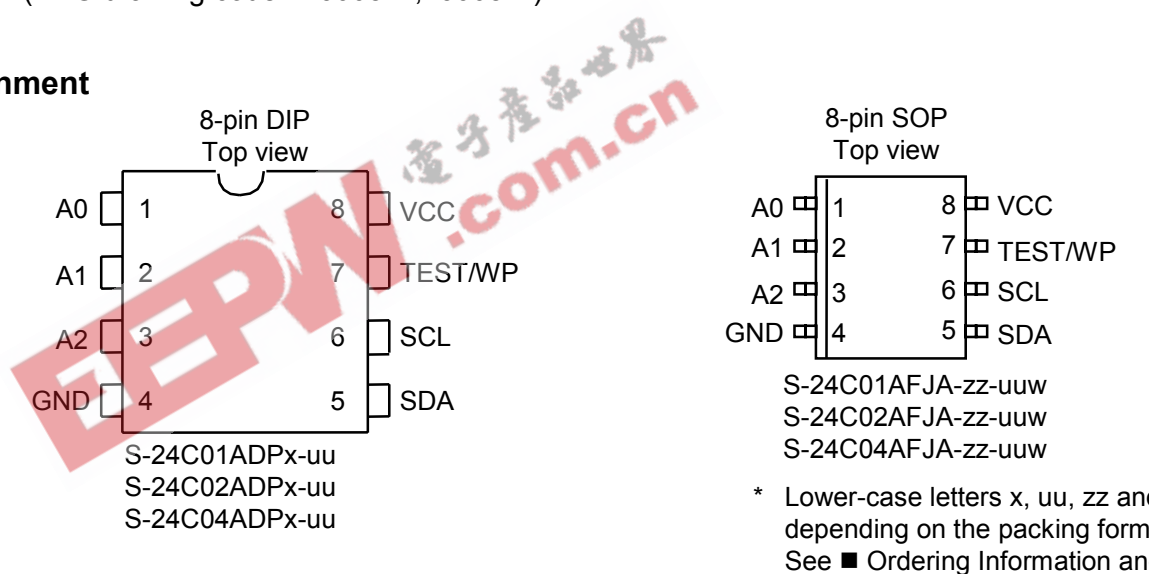 nment
8-pin DIP
Top view
A0 1 8 VCC
A1 2 7 TEST/WP
A2 3 6 SCL
GND 4 5 SDA
S-24C01ADPx-uu
S-24C02ADPx-uu
S-24C04ADPx-uu
8-pin SOP
Top view
A0 1 8 VCC
A1 2 7 TEST/WP
A2 3 6 SCL
GND 4 5 SDA
S-24C01AFJA-zz-uuw
S-24C02AFJA-zz-uuw
S-24C04AFJA-zz-uuw
* Lower-case letters x, uu, zz and
depending on the packing form
See ■ Ordering Information an
EEPW
.com.cn
电子产品世界